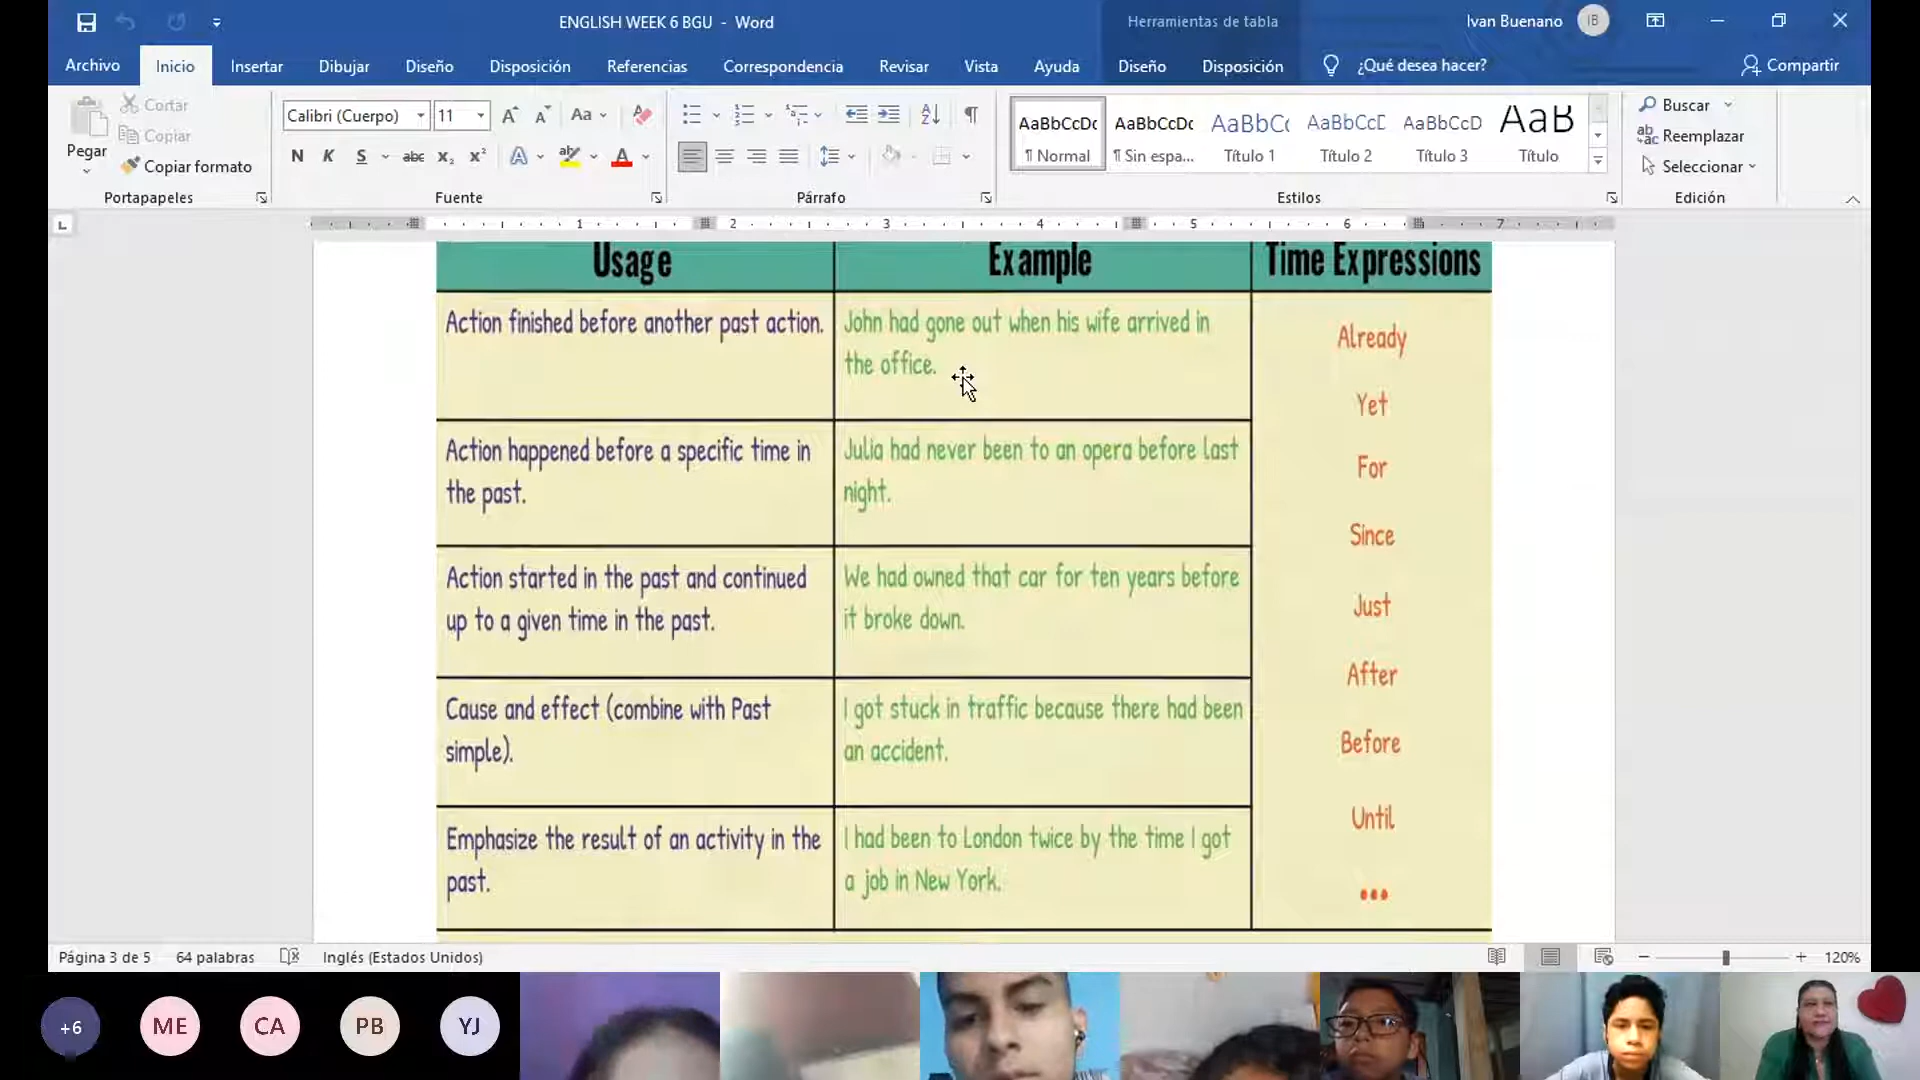 ENGLISH WEEK 6 BGU - Word
Herramientas de tabla
Ivan Buenano
IB
Archivo Inicio Insertar Dibujar Diseño Disposición Referencias Correspondencia Revisar Vista Ayuda Diseño Disposición ¿Qué desea hacer? Compartir
Pegar
Cortar
Copiar
Copiar formato
Portapapeles
Calibri (Cuerpo) 11
N K S abc x₂ x² A aby A
Fuente
Párrafo
AaBbCcDc AaBbCcDc AaBbCc AaBbCcD AaBbCcD AaB
¶ Normal ¶ Sin espa... Título 1 Título 2 Título 3 Título
Estilos
Buscar
Reemplazar
Seleccionar
Edición
1 2 3 4 5 6 7
Usage Example Time Expressions
Action finished before another past action.
John had gone out when his wife arrived in
the office.
Action happened before a specific time in
the past.
Julia had never been to an opera before last
night.
Action started in the past and continued
up to a given time in the past.
We had owned that car for ten years before
it broke down.
Cause and effect (combine with Past
simple).
I got stuck in traffic because there had been
an accident.
Emphasize the result of an activity in the
past.
I had been to London twice by the time I got
a job in New York.
Already
Yet
For
Since
Just
After
Before
Until
...
Página 3 de 5 64 palabras Inglés (Estados Unidos) 120%
+6 ME CA PB YJ